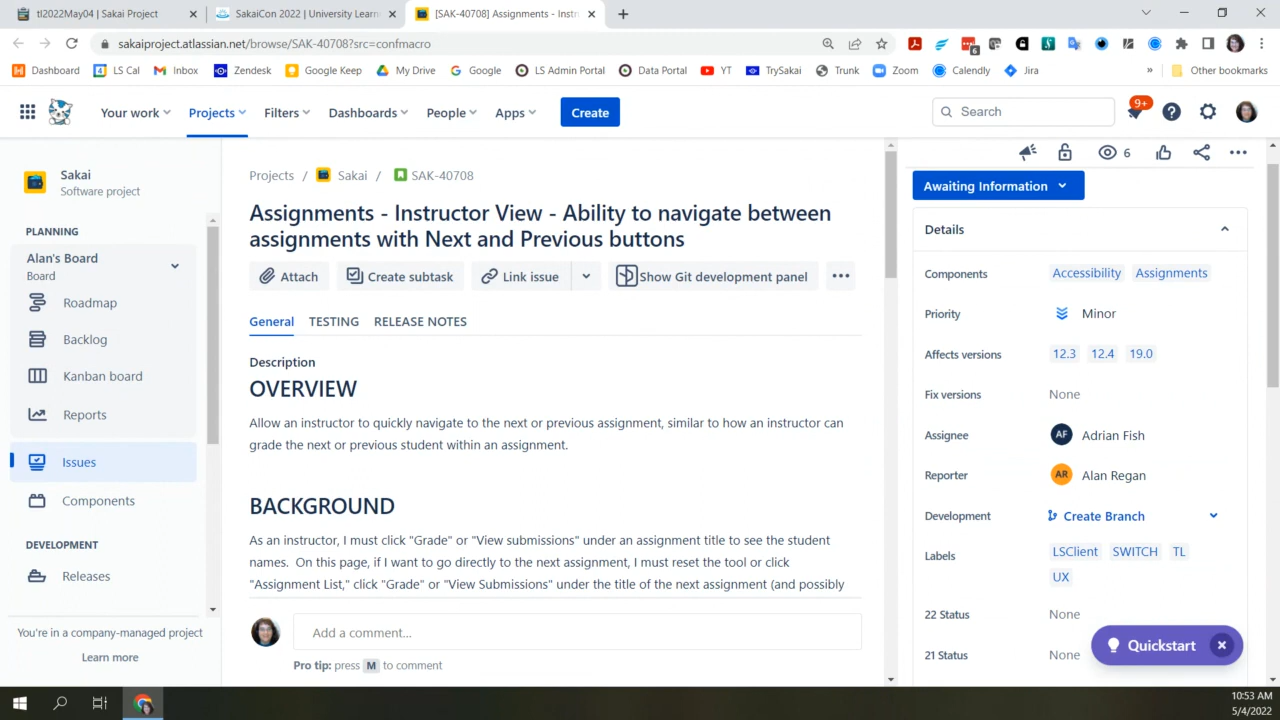 tl2022May04 | Sakai Project
SakaiCon 2022 | University Learn
[SAK-40708] Assignments - Instr
sakaiproject.atlassian.net/browse/SAK-40708?src=confmacro
6
Dashboard
LS Cal
Inbox
Zendesk
Google Keep
My Drive
Google
LS Admin Portal
Data Portal
YT
TrySakai
Trunk
Zoom
Calendly
Jira
»
Other bookmarks
Your work
Projects
Filters
Dashboards
People
Apps
Create
Search
9+
Sakai
Software project
PLANNING
Alan's Board
Board
Roadmap
Backlog
Kanban board
Reports
Issues
Components
DEVELOPMENT
Releases
You're in a company-managed project
Learn more
Projects / Sakai / SAK-40708
Assignments - Instructor View - Ability to navigate between
assignments with Next and Previous buttons
Attach
Create subtask
Link issue
Show Git development panel
General
TESTING
RELEASE NOTES
Description
OVERVIEW
Allow an instructor to quickly navigate to the next or previous assignment, similar to how an instructor can
grade the next or previous student within an assignment.
BACKGROUND
As an instructor, I must click "Grade" or "View submissions" under an assignment title to see the student
names. On this page, if I want to go directly to the next assignment, I must reset the tool or click
"Assignment List," click "Grade" or "View Submissions" under the title of the next assignment (and possibly
Add a comment...
Pro tip: press M to comment
6
Awaiting Information
Details
Components
Accessibility
Assignments
Priority
Minor
Affects versions
12.3
12.4
19.0
Fix versions
None
Assignee
AF
Adrian Fish
Reporter
AR
Alan Regan
Development
Create Branch
Labels
LSClient
SWITCH
TL
UX
22 Status
None
21 Status
None
Quickstart
10:53 AM
5/4/2022